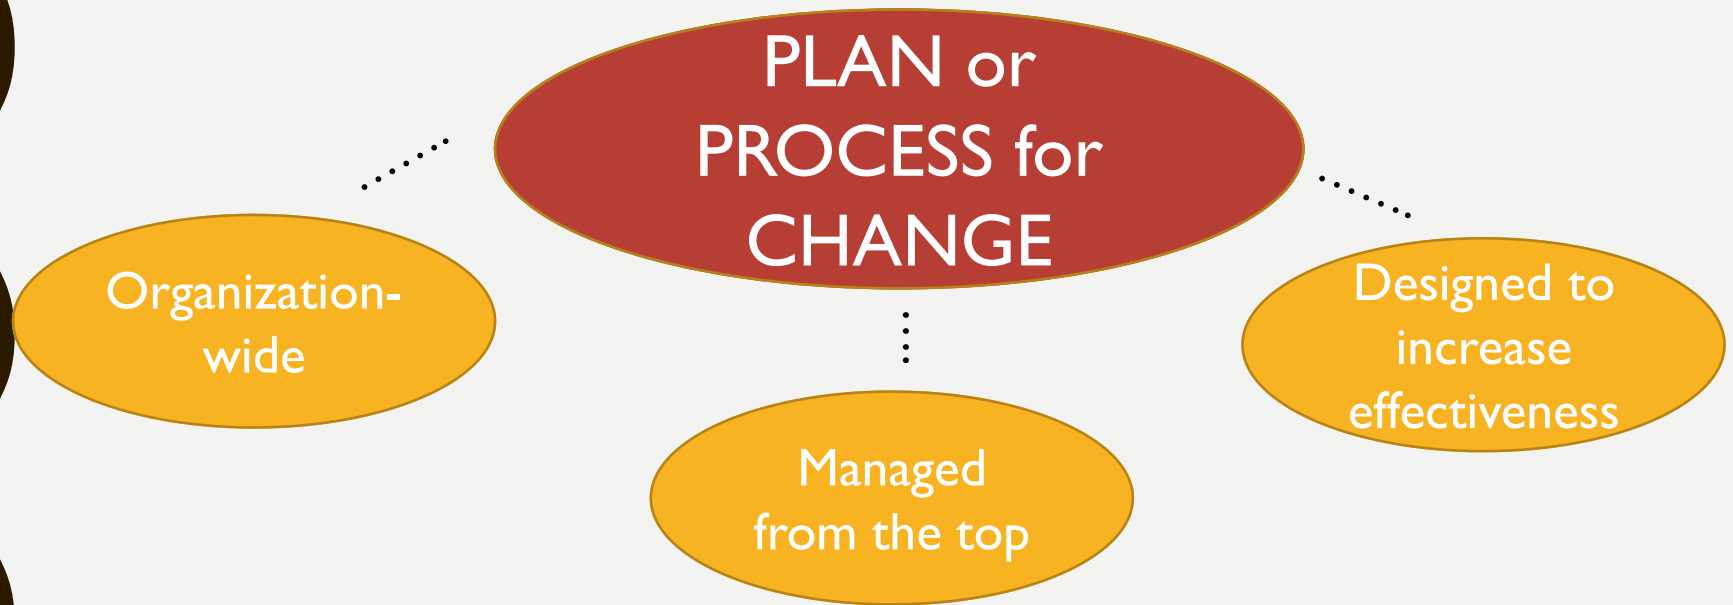 PLAN or
PROCESS for
CHANGE
Organization-
wide
Managed
from the top
Designed to
increase
effectiveness